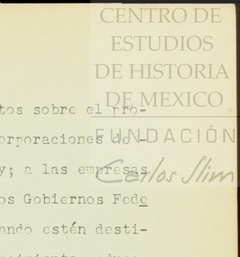 CENTRO DE
ESTUDIOS
DE HISTORIA
DE MEXICO
FUNDACIÓN
Carlos Slim
tos sobre el pro-
orporaciones de
y; a las empresas
os Gobiernos Fede
ando estén desti-